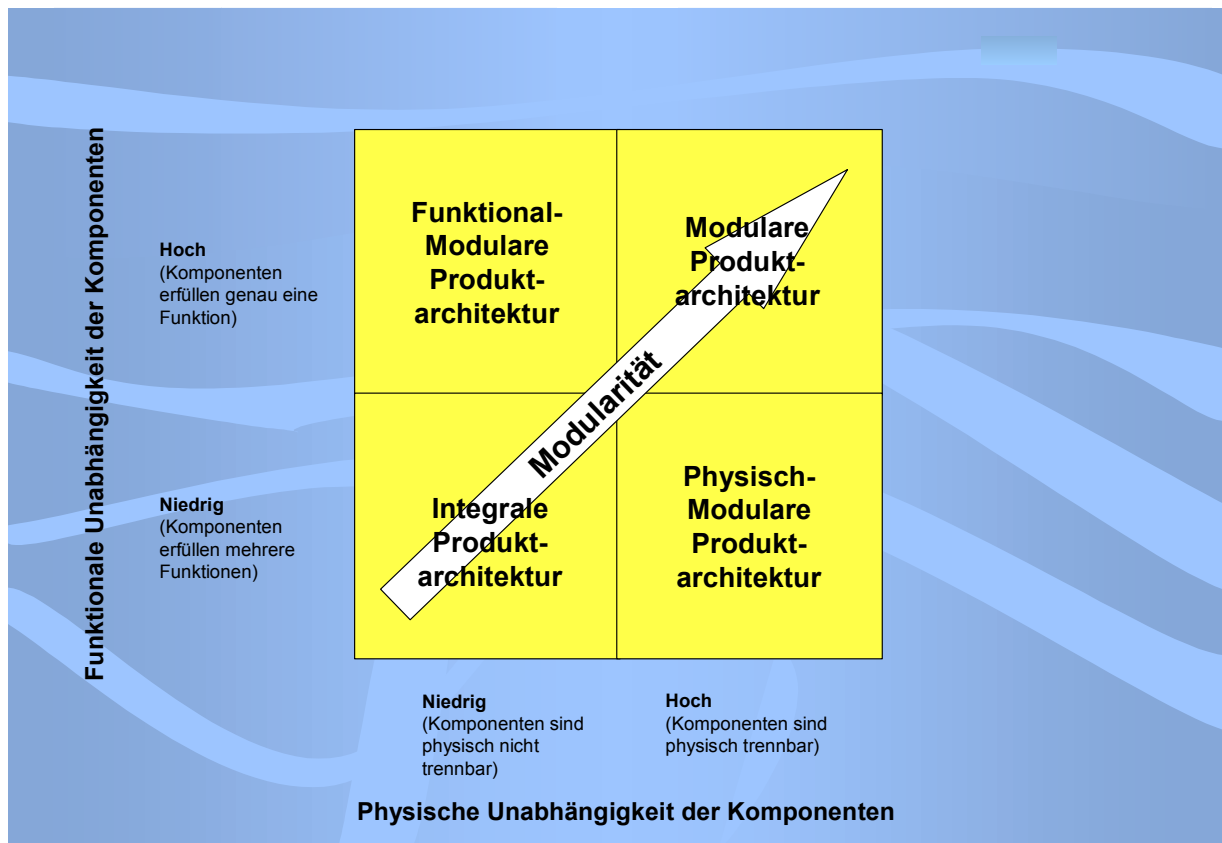 Funktionale Unabhängigkeit der Komponenten
Hoch
(Komponenten
erfüllen genau eine
Funktion)
Niedrig
(Komponenten
erfüllen mehrere
Funktionen)
Funktional-
Modulare
Produkt-
architektur
Modulare
Produkt-
architektur
Modularität
Integrale
Produkt-
architektur
Physisch-
Modulare
Produkt-
architektur
Niedrig
(Komponenten sind
physisch nicht
trennbar)
Hoch
(Komponenten sind
physisch trennbar)
Physische Unabhängigkeit der Komponenten